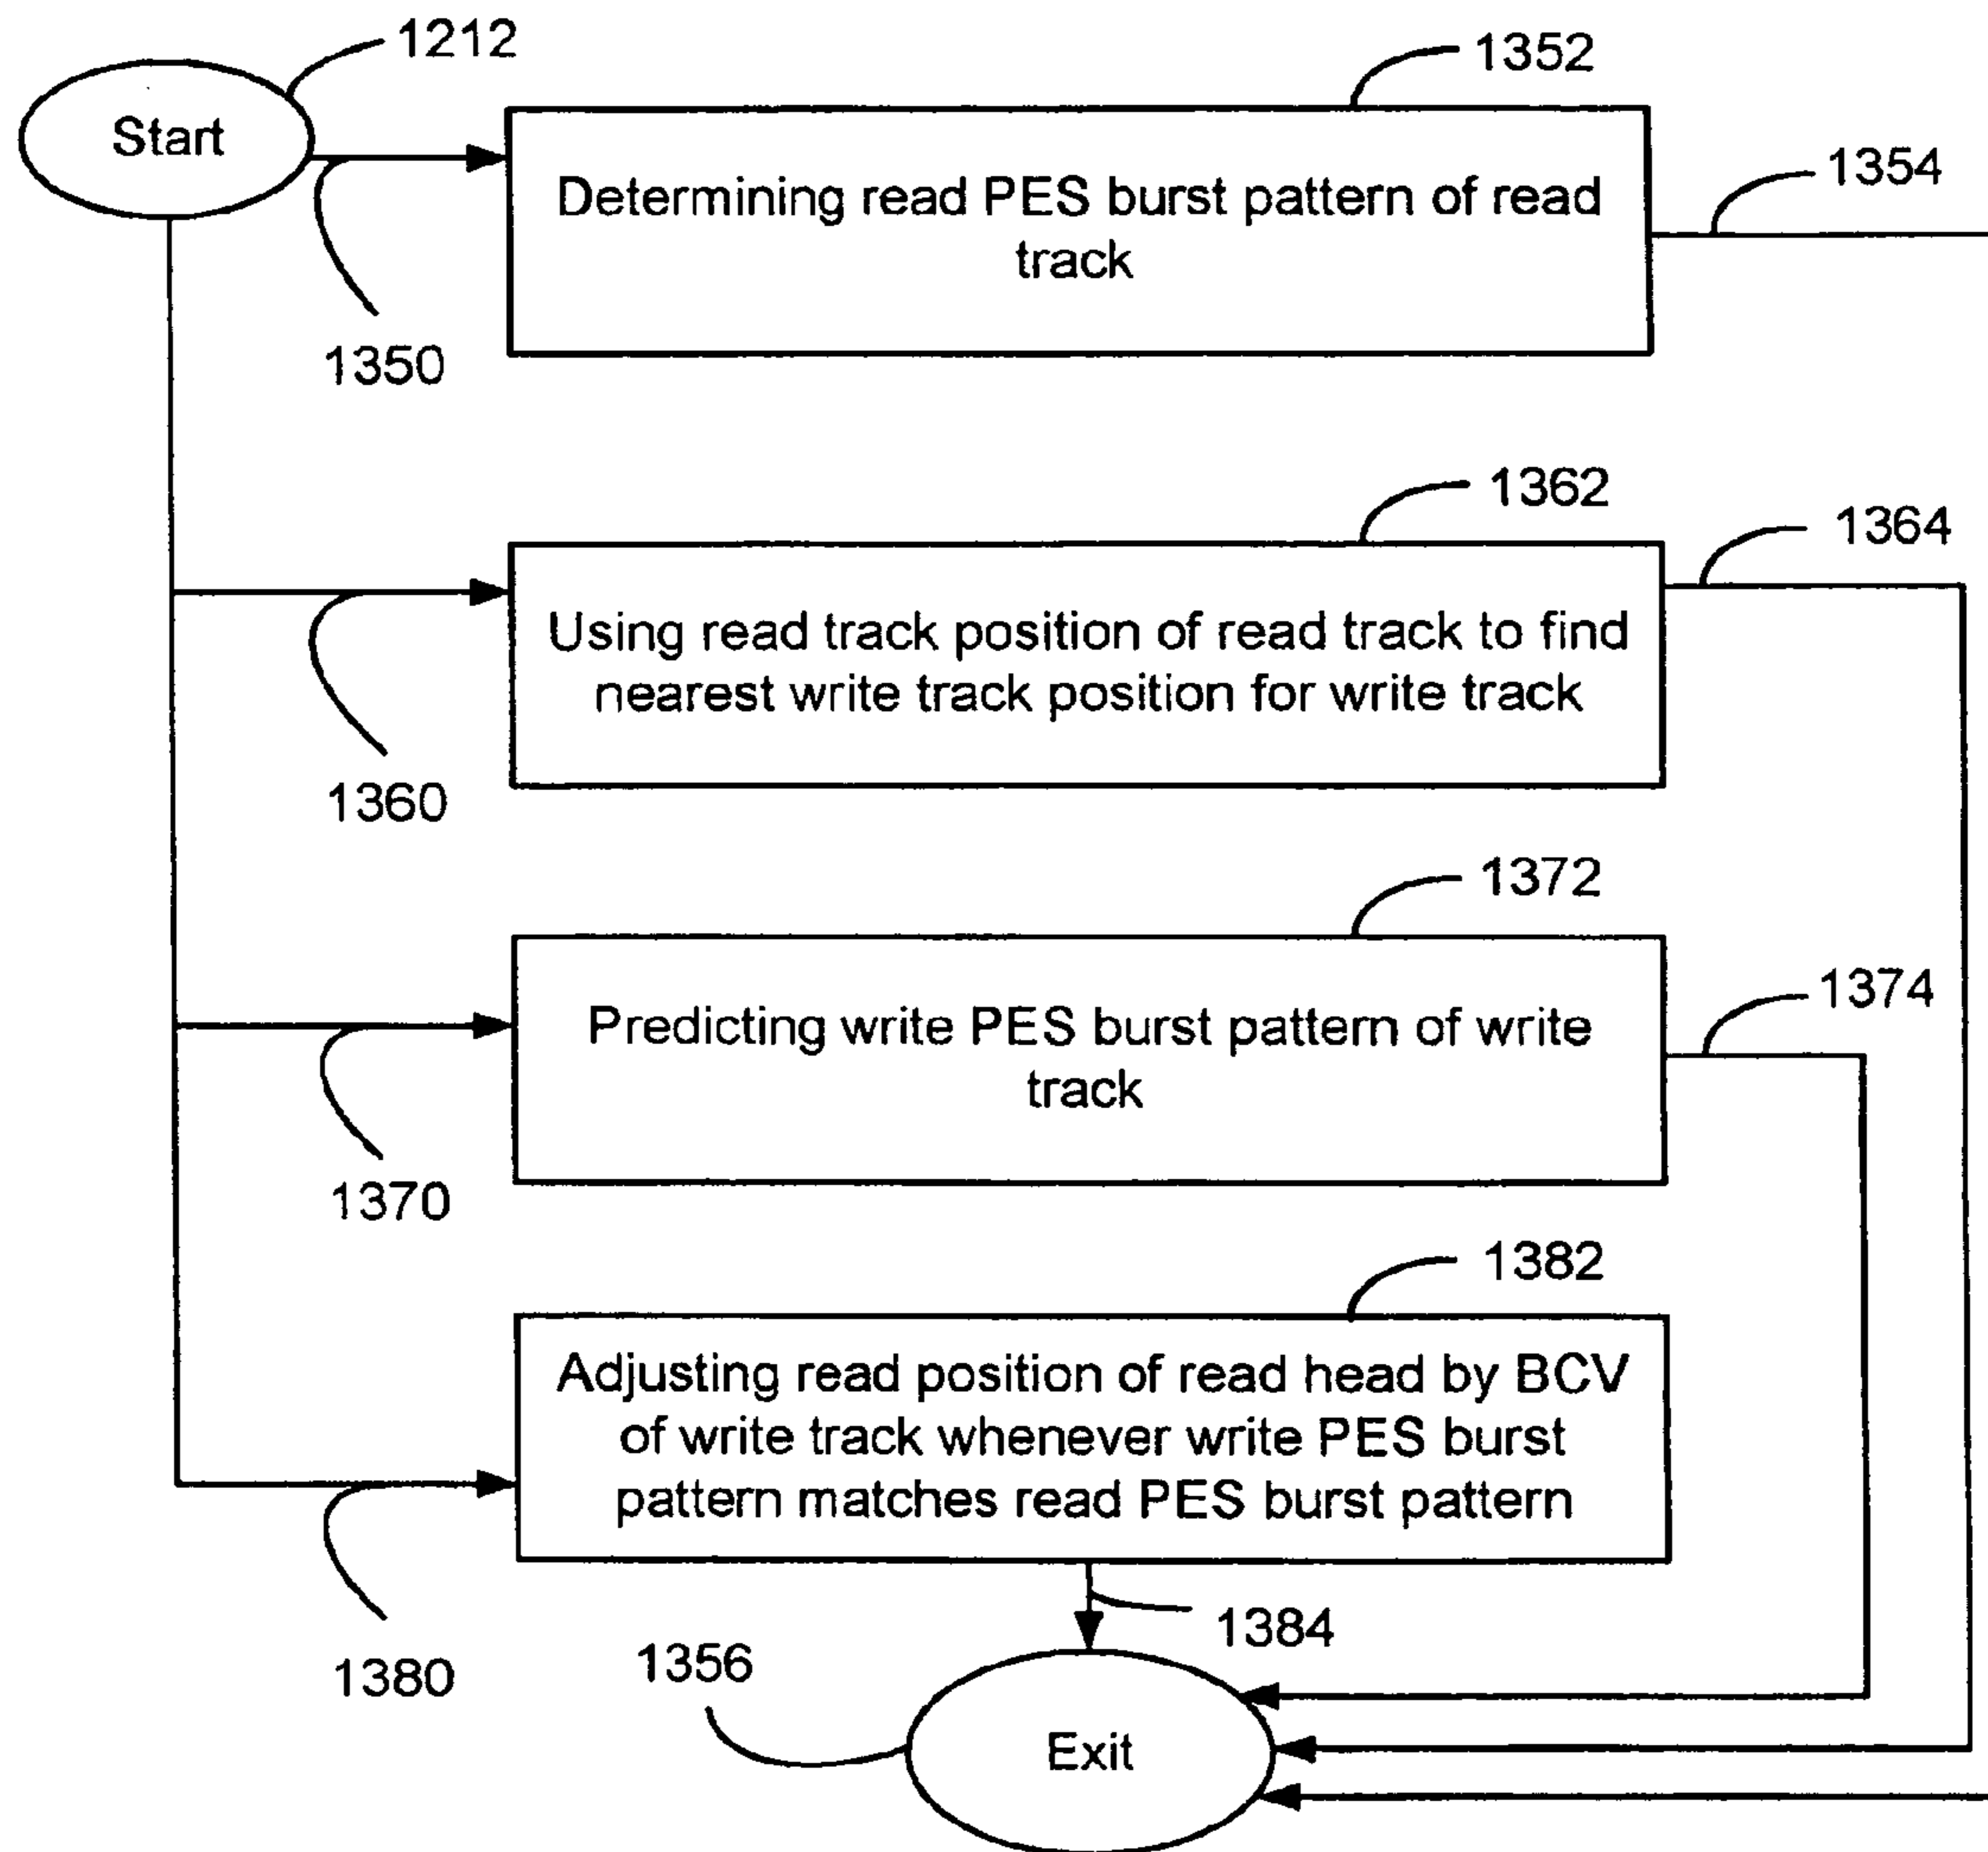 1212
Start
1352
1354
Determining read PES burst pattern of read
track
1350
1362
1364
Using read track position of read track to find
nearest write track position for write track
1360
1372
1374
Predicting write PES burst pattern of write
track
1370
1382
Adjusting read position of read head by BCV
of write track whenever write PES burst
pattern matches read PES burst pattern
1384
1380
1356
Exit